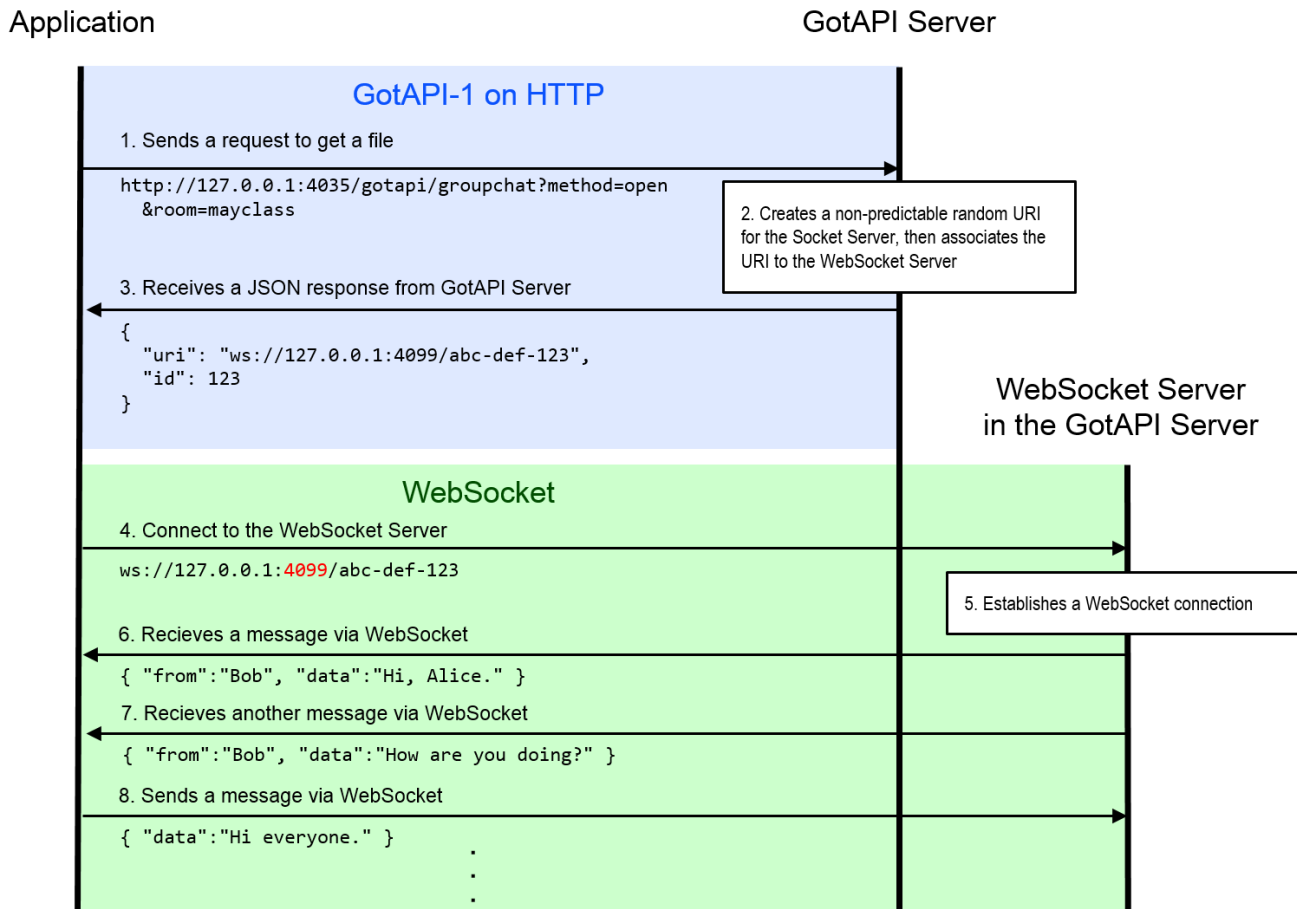 Application
GotAPI Server
GotAPI-1 on HTTP
1. Sends a request to get a file
http://127.0.0.1:4035/gotapi/groupchat?method=open
&room=mayclass
2. Creates a non-predictable random URI
for the Socket Server, then associates the
URI to the WebSocket Server
3. Receives a JSON response from GotAPI Server
{
"uri": "ws://127.0.0.1:4099/abc-def-123",
"id": 123
}
WebSocket Server
in the GotAPI Server
WebSocket
4. Connect to the WebSocket Server
ws://127.0.0.1:4099/abc-def-123
5. Establishes a WebSocket connection
6. Recieves a message via WebSocket
{ "from":"Bob", "data":"Hi, Alice." }
7. Recieves another message via WebSocket
{ "from":"Bob", "data":"How are you doing?" }
8. Sends a message via WebSocket
{ "data":"Hi everyone." }
.
.
.